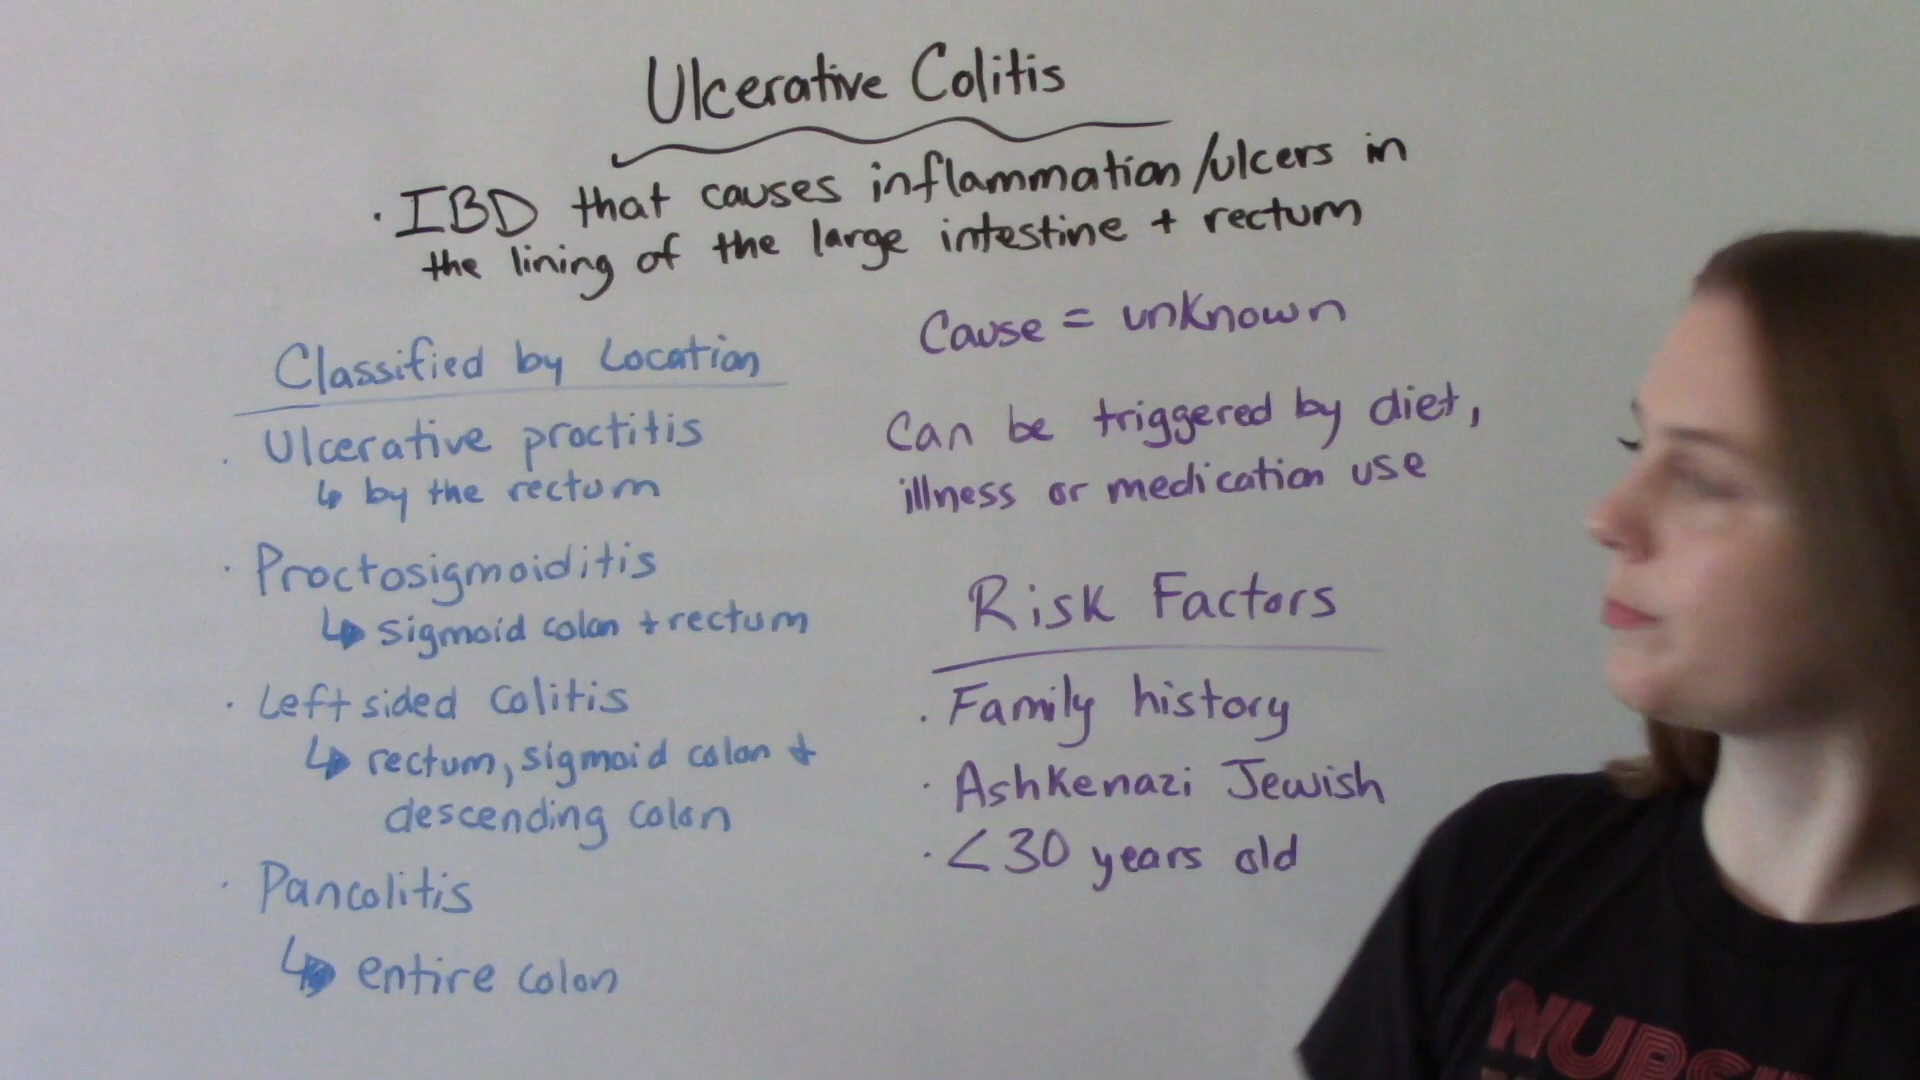 Ulcerative Colitis
· IBD that causes inflammation/ulcers in
the lining of the large intestine + rectum
Classified by Location
· Ulcerative proctitis
↳ by the rectum
· Proctosigmoiditis
↳ sigmoid colon + rectum
· Left sided colitis
↳ rectum, sigmoid colon +
descending colon
· Pancolitis
↳ entire colon
Cause = unknown
Can be triggered by diet,
illness or medication use
Risk Factors
· Family history
· Ashkenazi Jewish
· <30 years old